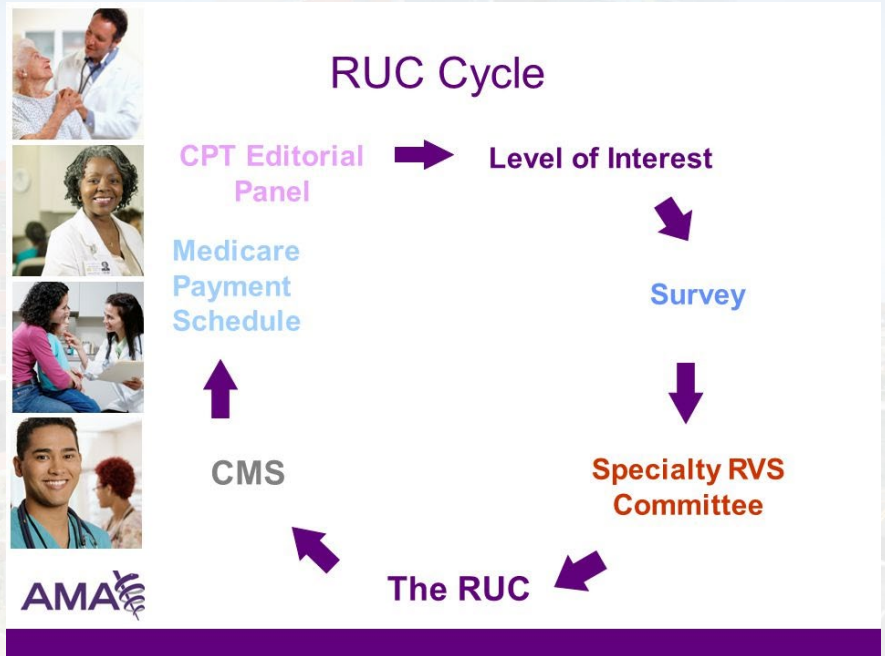 RUC Cycle
CPT Editorial
Panel
Level of Interest
Medicare
Payment
Schedule
Survey
CMS
Specialty RVS
Committee
The RUC
AMA